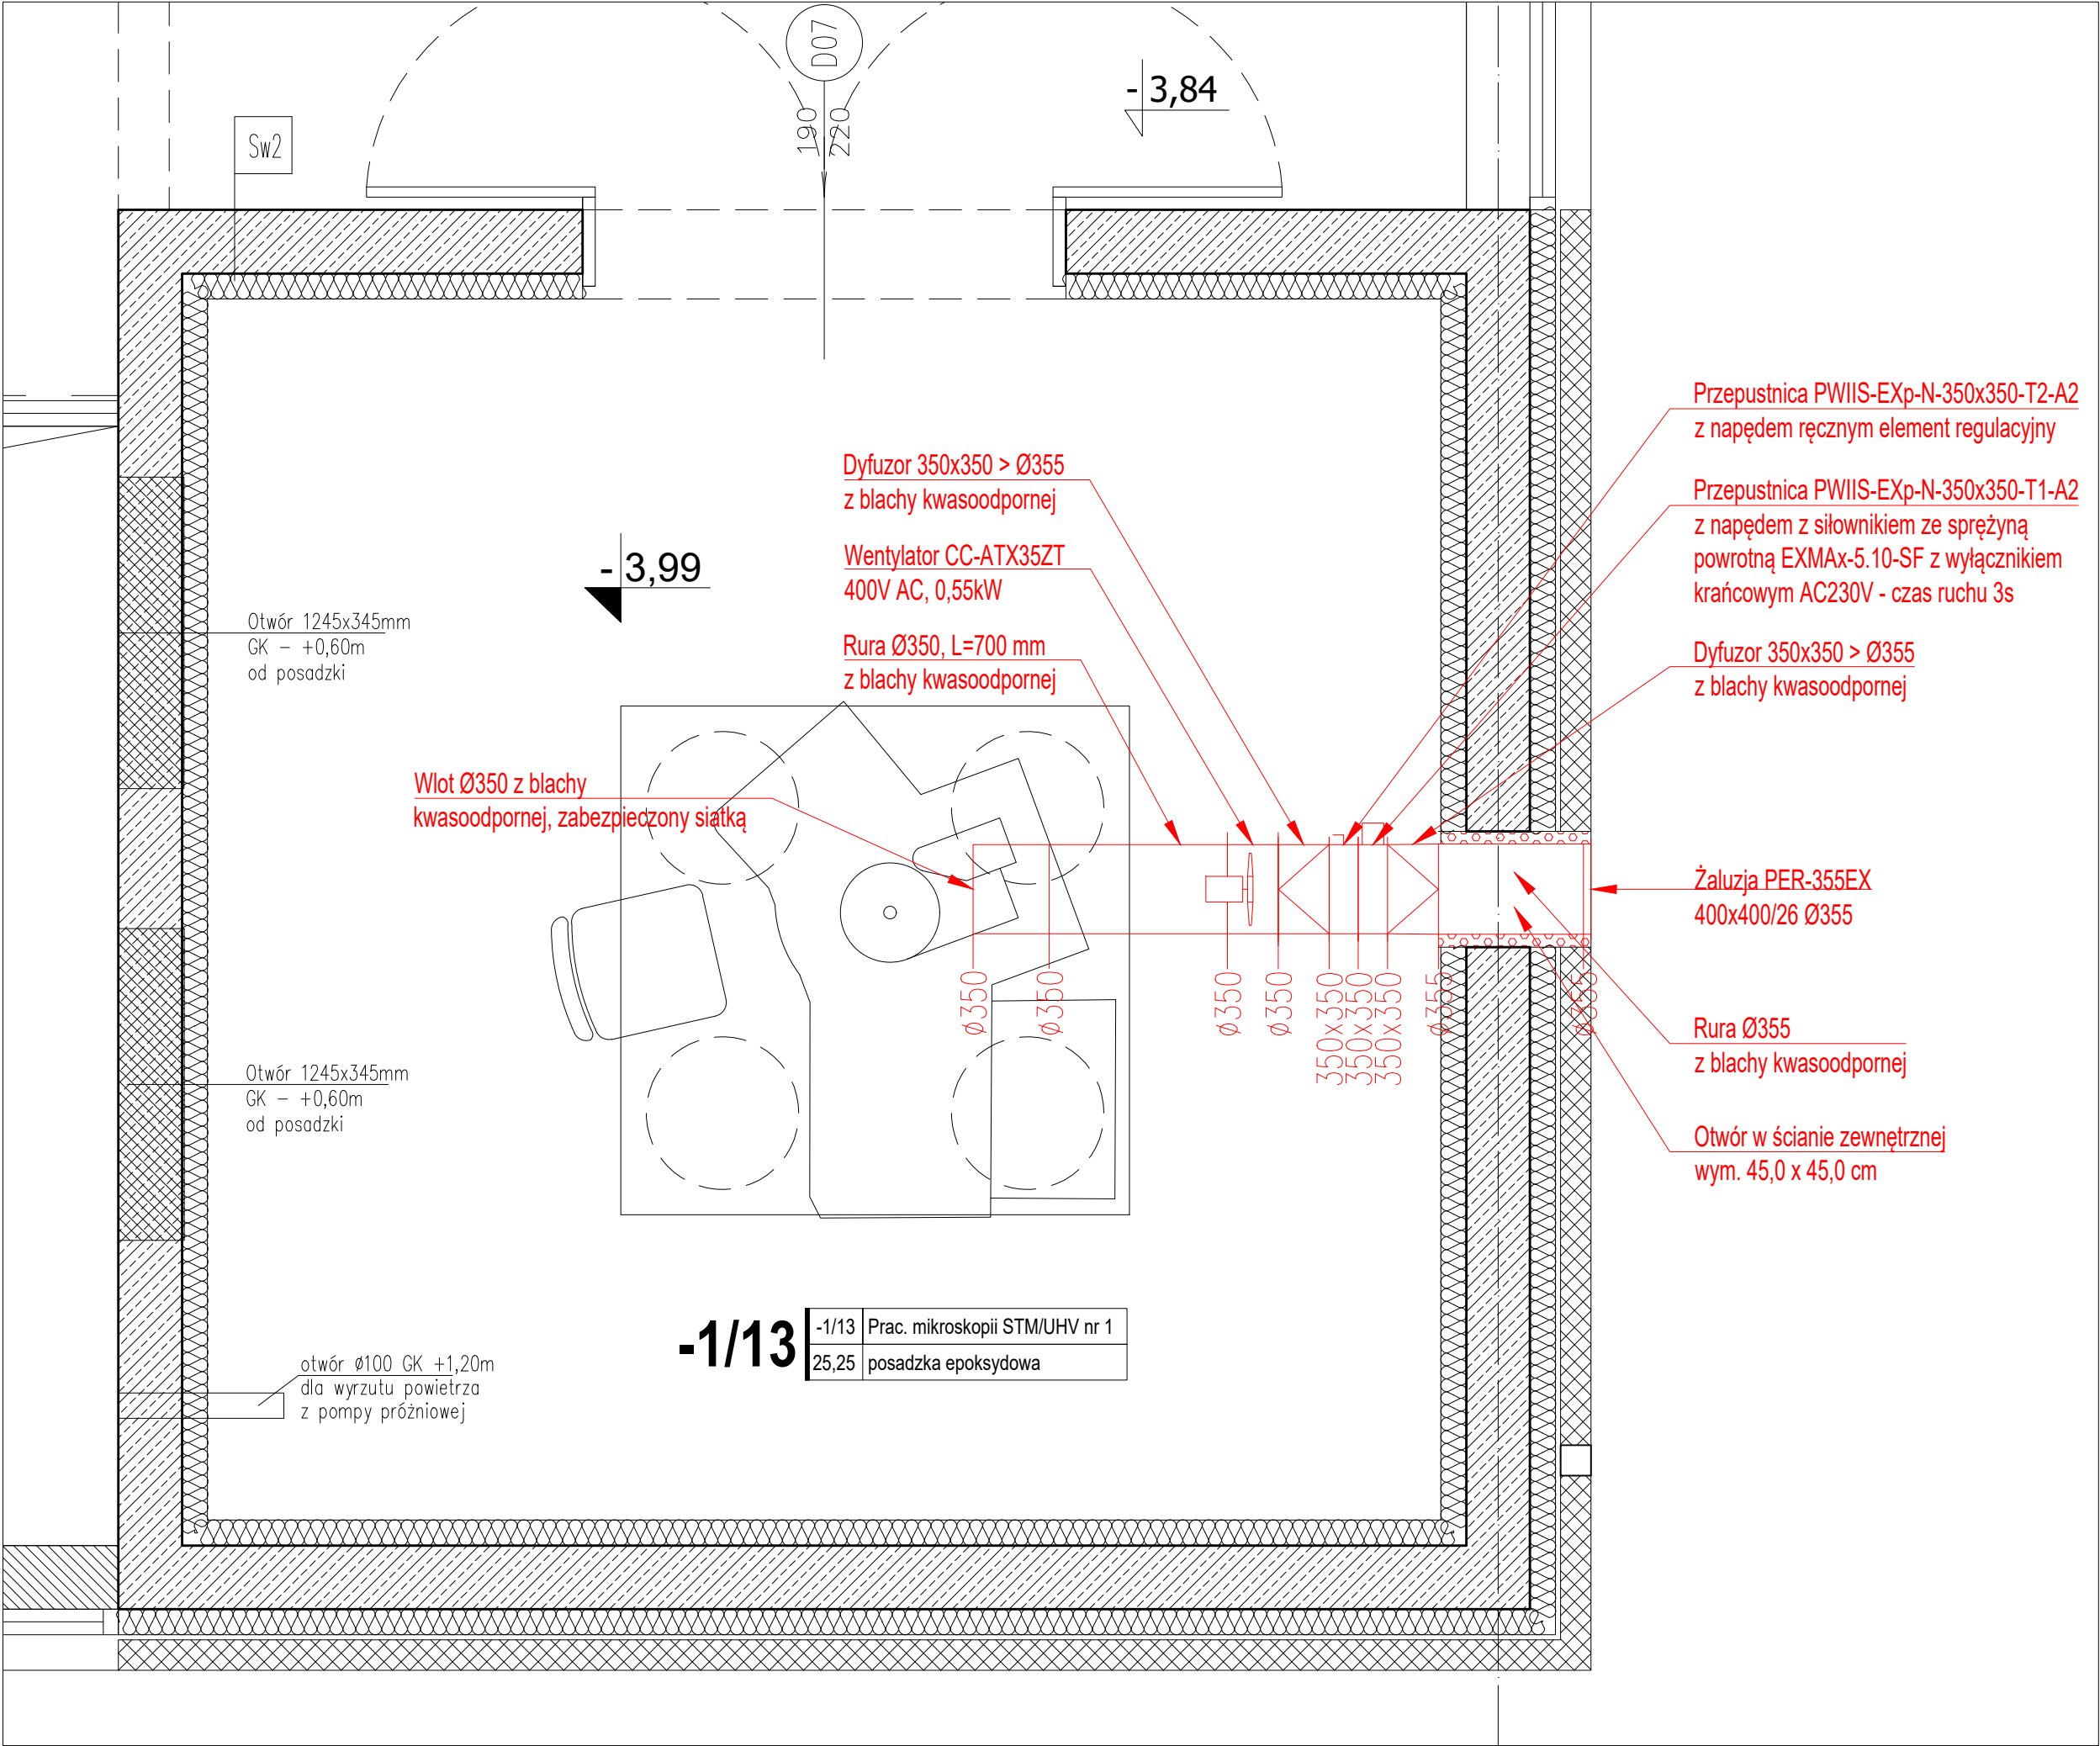 D07
190
220
- 3,84
Sw2
Przepustnica PWIIS-EXp-N-350x350-T2-A2
z napędem ręcznym element regulacyjny
Dyfuzor 350x350 > Ø355
z blachy kwasoodpornej
Przepustnica PWIIS-EXp-N-350x350-T1-A2
z napędem z siłownikiem ze sprężyną
powrotną EXMAx-5.10-SF z wyłącznikiem
krańcowym AC230V - czas ruchu 3s
Wentylator CC-ATX35ZT
400V AC, 0,55kW
- 3,99
Otwór 1245x345mm
GK - +0,60m
od posadzki
Rura Ø350, L=700 mm
z blachy kwasoodpornej
Dyfuzor 350x350 > Ø355
z blachy kwasoodpornej
Wlot Ø350 z blachy
kwasoodpornej, zabezpieczony siatką
Żaluzja PER-355EX
400x400/26 Ø355
ø350
ø350
ø350
ø350
350x350
350x350
350x350
ø355
ø355
Rura Ø355
z blachy kwasoodpornej
Otwór 1245x345mm
GK - +0,60m
od posadzki
Otwór w ścianie zewnętrznej
wym. 45,0 x 45,0 cm
-1/13
-1/13 Prac. mikroskopii STM/UHV nr 1
25,25 posadzka epoksydowa
otwór ø100 GK +1,20m
dla wyrzutu powietrza
z pompy próżniowej